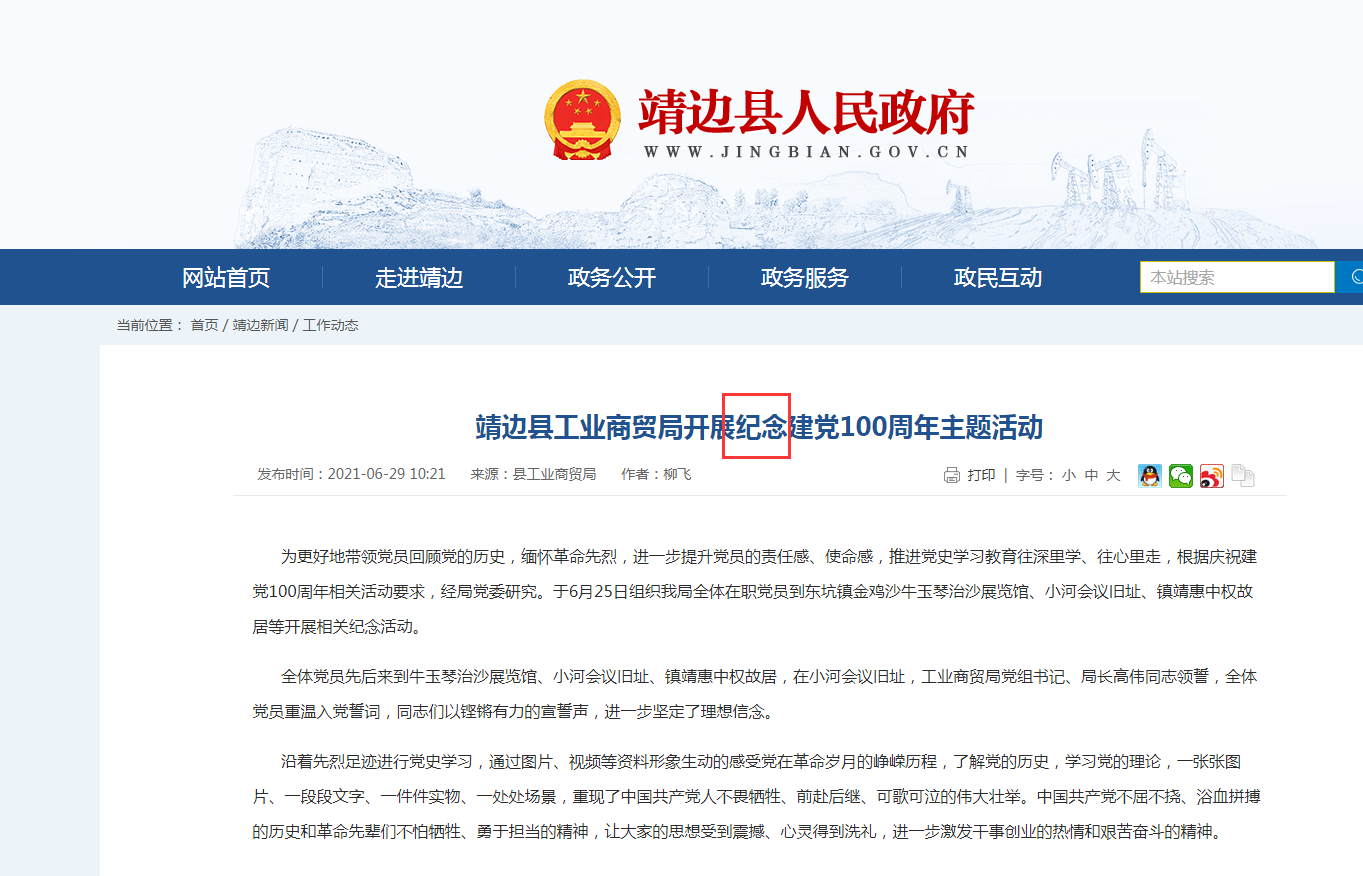 靖边县人民政府
WWW.JINGBIAN.GOV.CN
网站首页 走进靖边 政务公开 政务服务 政民互动 本站搜索
当前位置： 首页 / 靖边新闻 / 工作动态
靖边县工业商贸局开展纪念建党100周年主题活动
发布时间：2021-06-29 10:21 来源：县工业商贸局 作者：柳飞 打印 | 字号： 小 中 大
为更好地带领党员回顾党的历史，缅怀革命先烈，进一步提升党员的责任感、使命感，推进党史学习教育往深里学、往心里走，根据庆祝建
党100周年相关活动要求，经局党委研究。于6月25日组织我局全体在职党员到东坑镇金鸡沙牛玉琴治沙展览馆、小河会议旧址、镇靖惠中权故
居等开展相关纪念活动。
全体党员先后来到牛玉琴治沙展览馆、小河会议旧址、镇靖惠中权故居，在小河会议旧址，工业商贸局党组书记、局长高伟同志领誓，全体
党员重温入党誓词，同志们以铿锵有力的宣誓声，进一步坚定了理想信念。
沿着先烈足迹进行党史学习，通过图片、视频等资料形象生动的感受党在革命岁月的峥嵘历程，了解党的历史，学习党的理论，一张张图
片、一段段文字、一件件实物、一处处场景，重现了中国共产党人不畏牺牲、前赴后继、可歌可泣的伟大壮举。中国共产党不屈不挠、浴血拼搏
的历史和革命先辈们不怕牺牲、勇于担当的精神，让大家的思想受到震撼、心灵得到洗礼，进一步激发干事创业的热情和艰苦奋斗的精神。